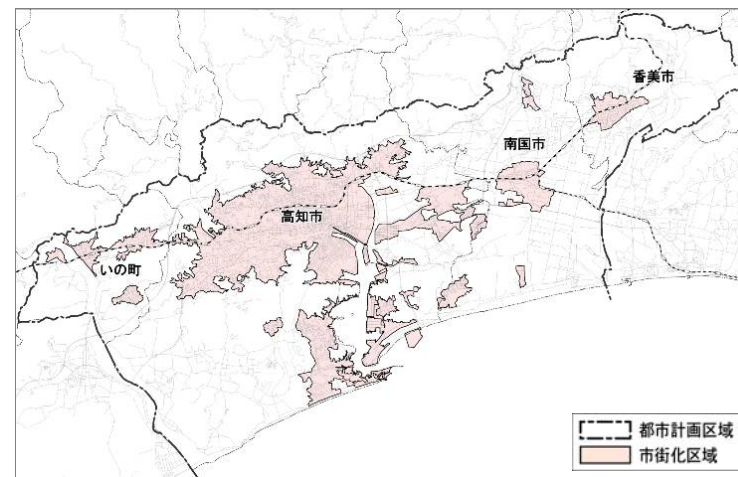 香美市
南国市
高知市
いの町
都市計画区域
市街化区域